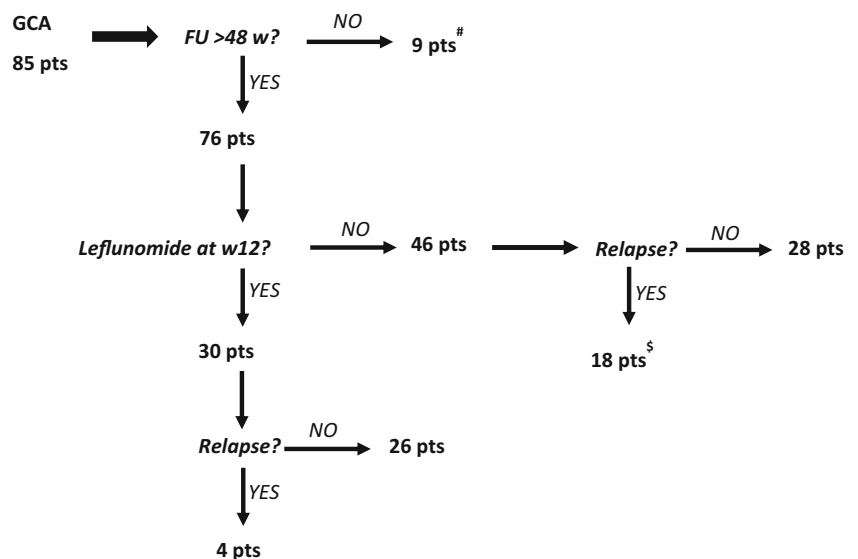 GCA
85 pts
FU >48 w?
NO
9 pts#
YES
76 pts
Leflunomide at w12?
NO
46 pts
Relapse?
NO
28 pts
YES
YES
30 pts
18 pts$
Relapse?
NO
26 pts
YES
4 pts